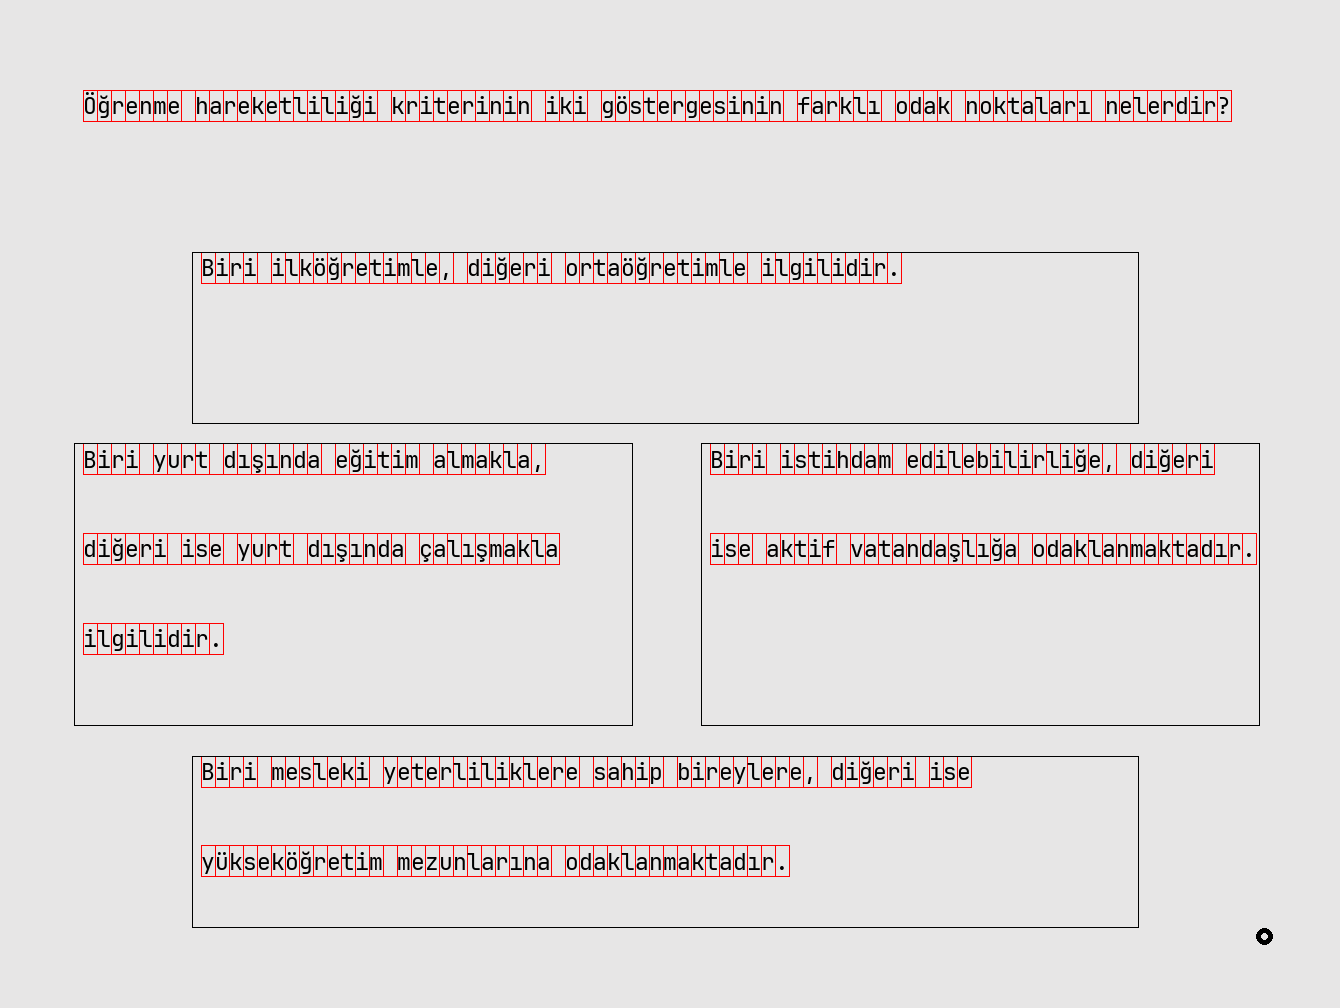 Öğrenme hareketliliği kriterinin iki göstergesinin farklı odak noktaları nelerdir?
Biri ilköğretimle, diğeri ortaöğretimle ilgilidir.
Biri yurt dışında eğitim almakla,
diğeri ise yurt dışında çalışmakla
ilgilidir.
Biri istihdam edilebilirliğe, diğeri
ise aktif vatandaşlığa odaklanmaktadır.
Biri mesleki yeterliliklere sahip bireylere, diğeri ise
yükseköğretim mezunlarına odaklanmaktadır.